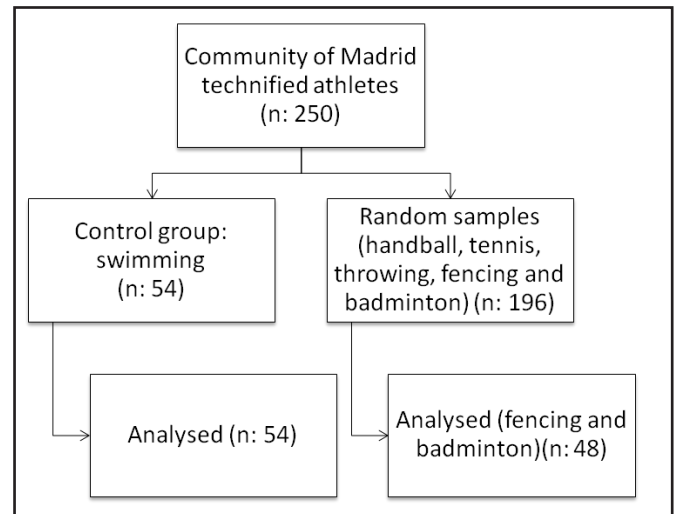 Community of Madrid
technified athletes
(n: 250)
Control group:
swimming
(n: 54)
Random samples
(handball, tennis,
throwing, fencing and
badminton) (n: 196)
Analysed (n: 54)
Analysed (fencing and
badminton)(n: 48)